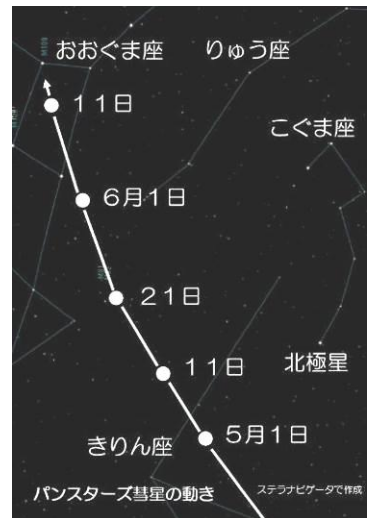 おおぐま座 りゅう座
１１日
こぐま座
６月１日
２１日
１１日
北極星
５月１日
きりん座
パンスターズ彗星の動き
ステラナビゲータで作成